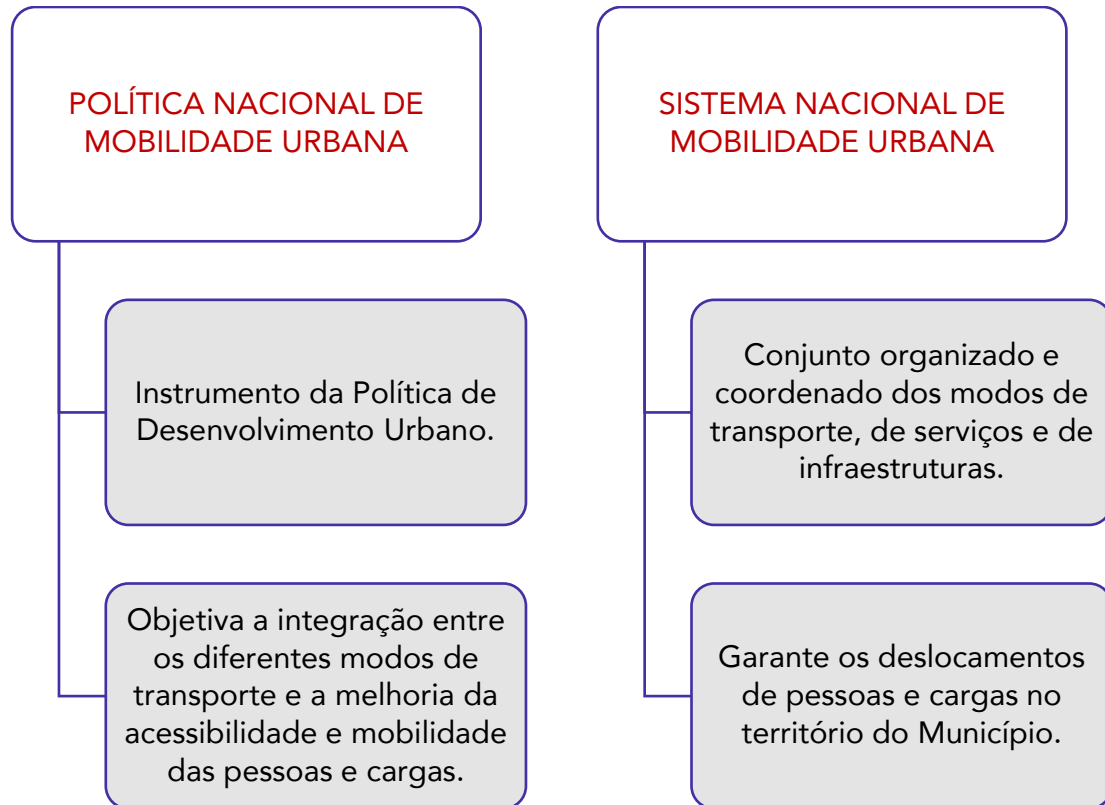 POLÍTICA NACIONAL DE
MOBILIDADE URBANA
Instrumento da Política de
Desenvolvimento Urbano.
Objetiva a integração entre
os diferentes modos de
transporte e a melhoria da
acessibilidade e mobilidade
das pessoas e cargas.
SISTEMA NACIONAL DE
MOBILIDADE URBANA
Conjunto organizado e
coordenado dos modos de
transporte, de serviços e de
infraestruturas.
Garante os deslocamentos
de pessoas e cargas no
território do Município.